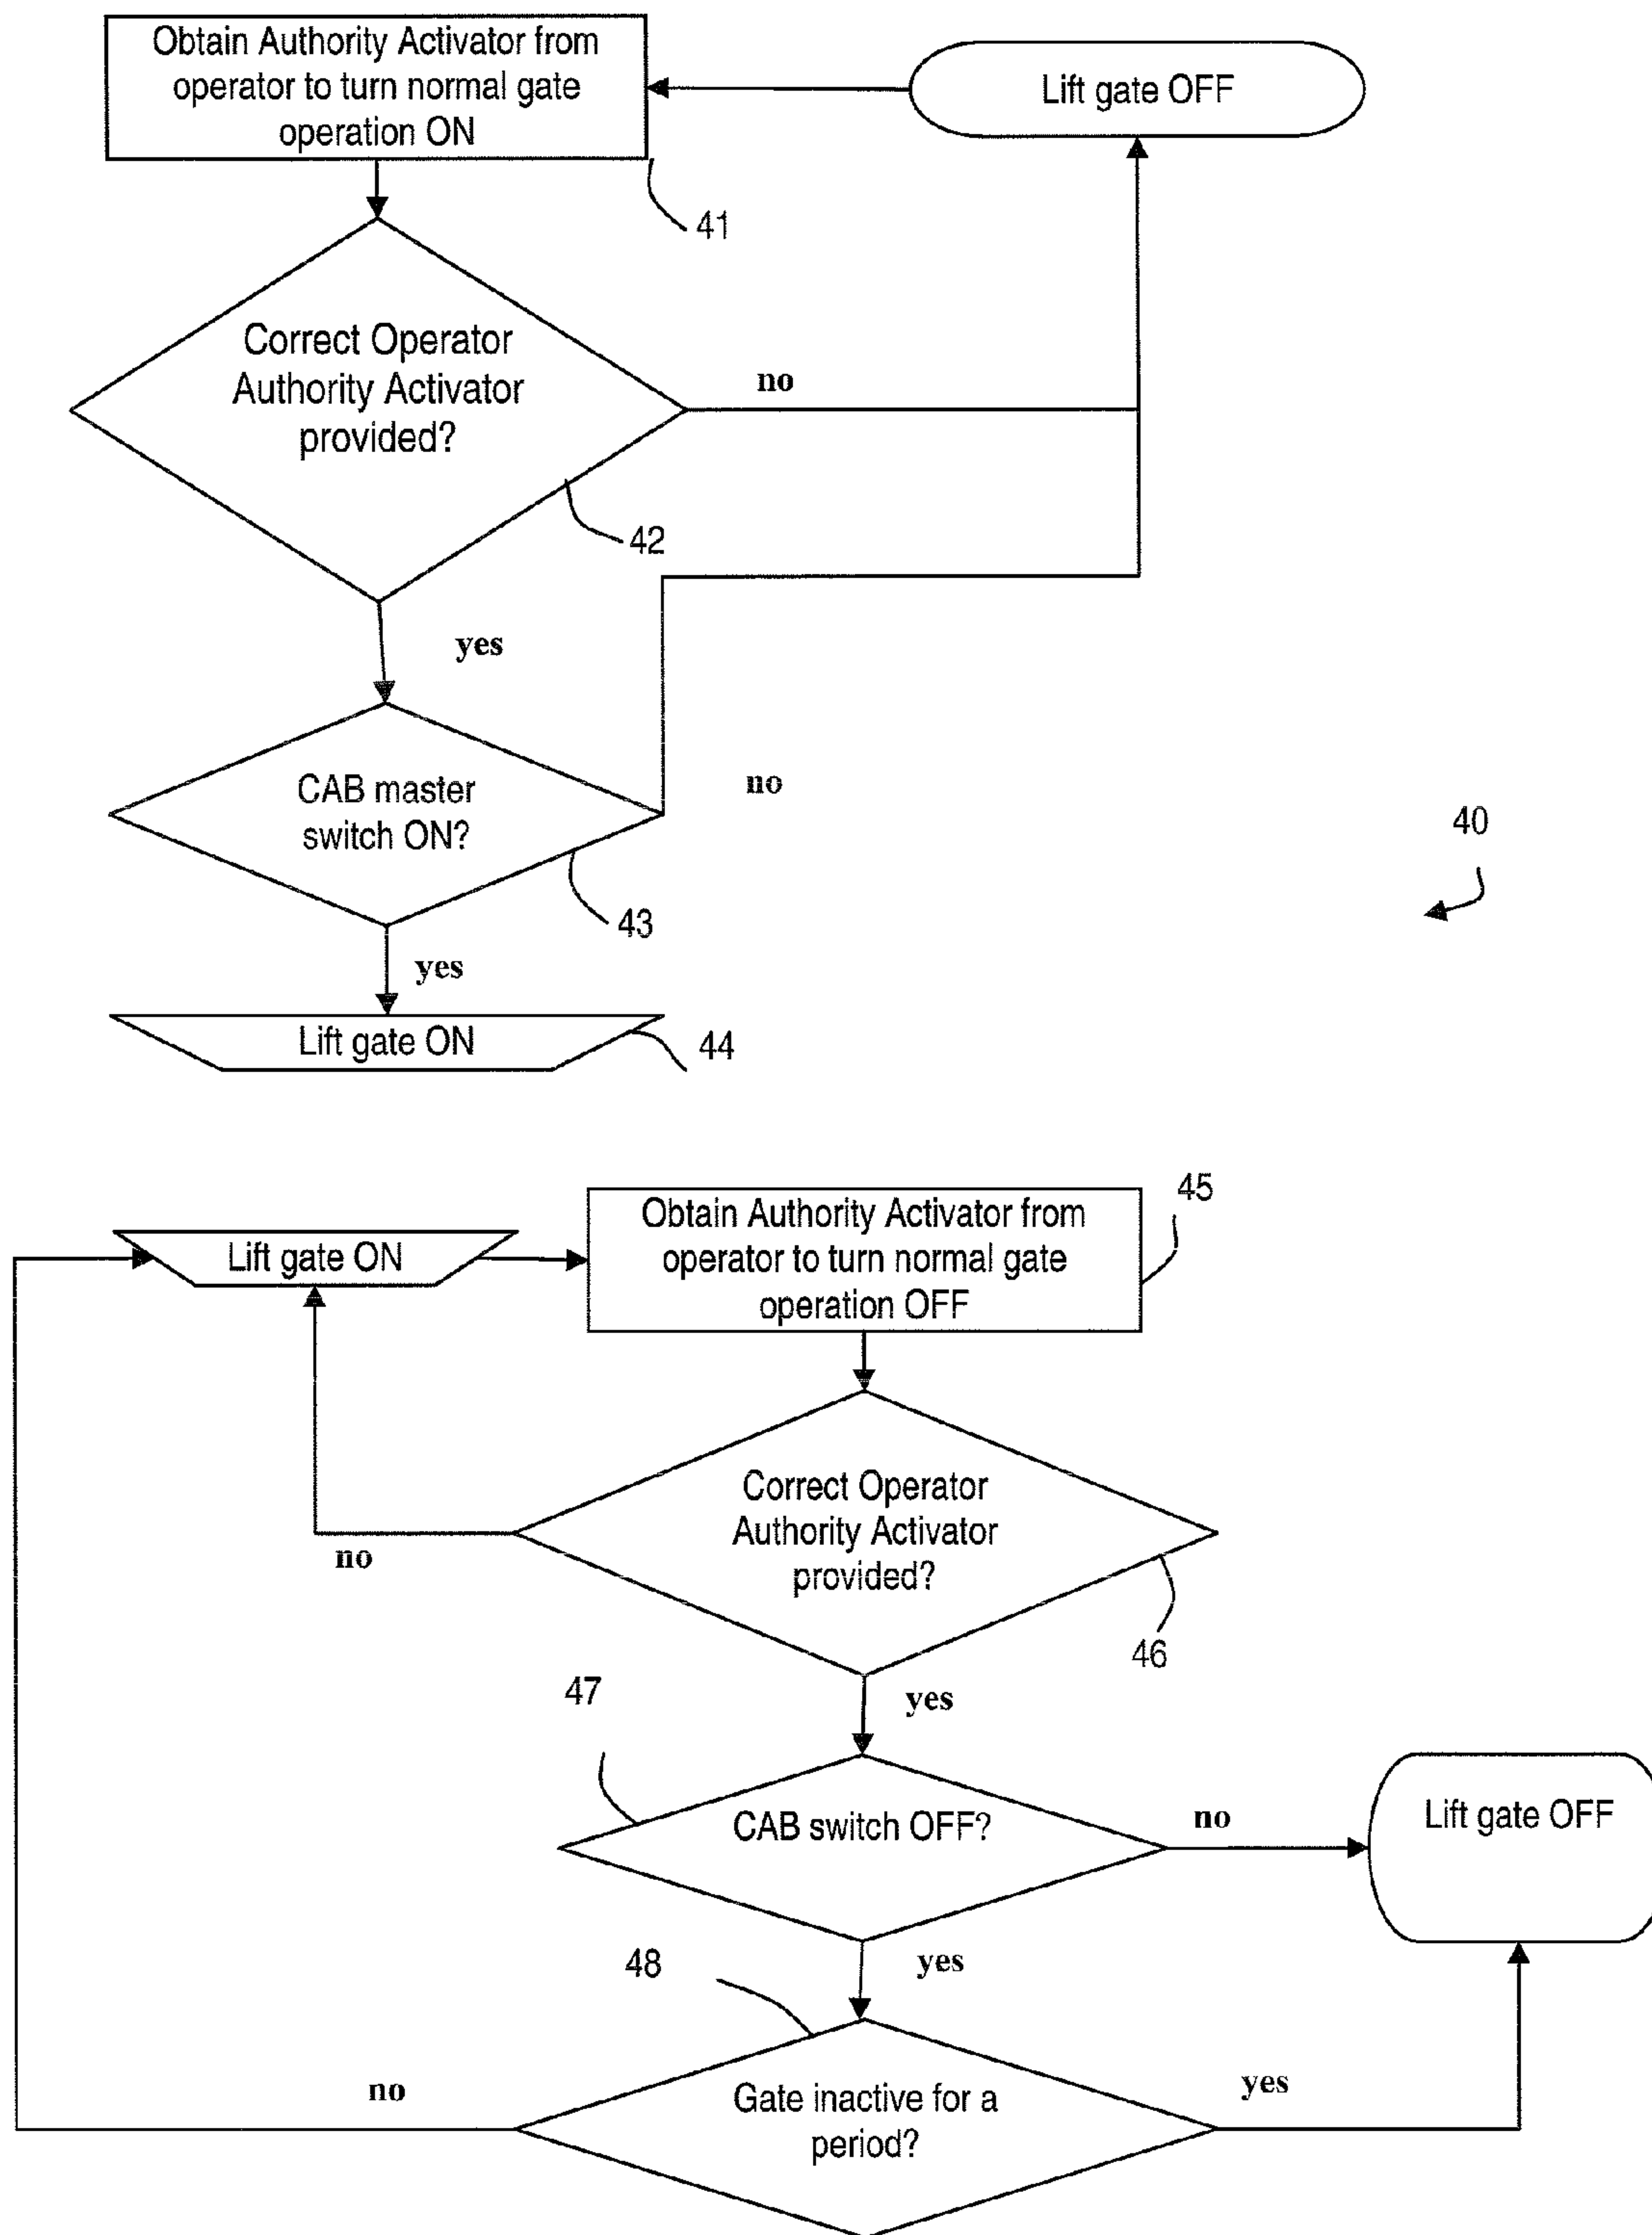 Obtain Authority Activator from
operator to turn normal gate
operation ON
Lift gate OFF
41
Correct Operator
Authority Activator
provided?
no
42
yes
CAB master
switch ON?
no
40
43
yes
Lift gate ON
44
45
Obtain Authority Activator from
operator to turn normal gate
operation OFF
Lift gate ON
Correct Operator
Authority Activator
provided?
no
46
yes
47
CAB switch OFF?
no
Lift gate OFF
yes
48
Gate inactive for a
period?
no
yes